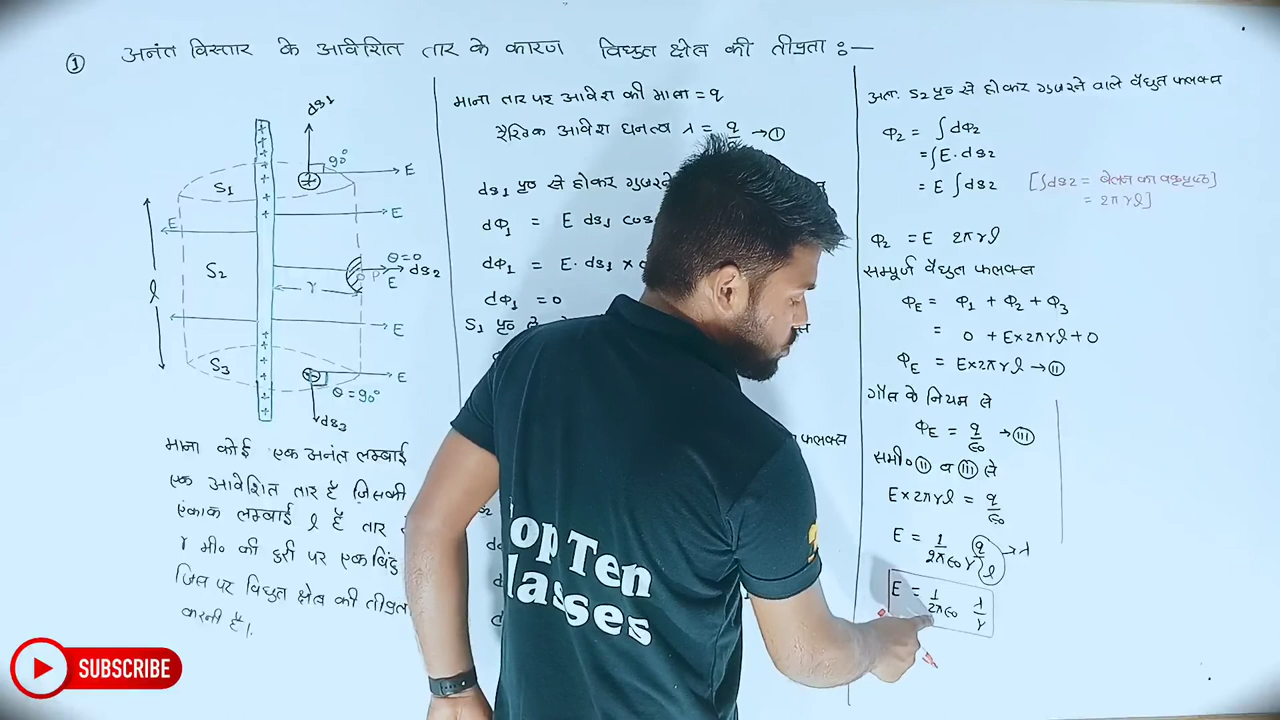 ① अनंत विस्तार के आवेशित तार के कारण विधुत क्षेत्र की तीव्रता :—
ds1
90°
E
S1
E
E
θ=0
S2
P
ds2
E
r
l
E
S3
E
θ = 90°
ds3
माना कोई एक अनंत लम्बाई
एक आवेशित तार है जिसकी
एंकाक लम्बाई l है तार
r मी० की दुरी पर एक बिंदु
जिस पर विधुत क्षेत्र की तीव्रता
करनी है।
माना तार पर आवेश की मात्रा = q
रैखिक आवेश घनत्व λ = q →①
ds1 पृष्ठ से होकर गुजरने
dΦ1 = E ds1 cos
dΦ1 = E· ds1 ×
dΦ1 = 0
S1 पृष्ठ से
फलक्स
अतः S2 पृष्ठ से होकर गुजरने वाले वैधुत फलक्स
Φ2 = ∫dΦ2
=∫E·ds2
= E ∫ds2 [∫ds2 = बेलन का वक्रपृष्ठ
= 2πrl]
Φ2 = E 2πrl
सम्पूर्ण वैधुत फलक्स
ΦE = Φ1 + Φ2 + Φ3
= 0 + E×2πrl+0
ΦE = E×2πrl →②
गौस के नियम से
ΦE = q/ε0 →③
समी० ② व ③ से
E×2πrl = q/ε0
E = 1/2πε0r q/l → λ
E = 1/2πε0 λ/r
Top Ten
Classes
SUBSCRIBE